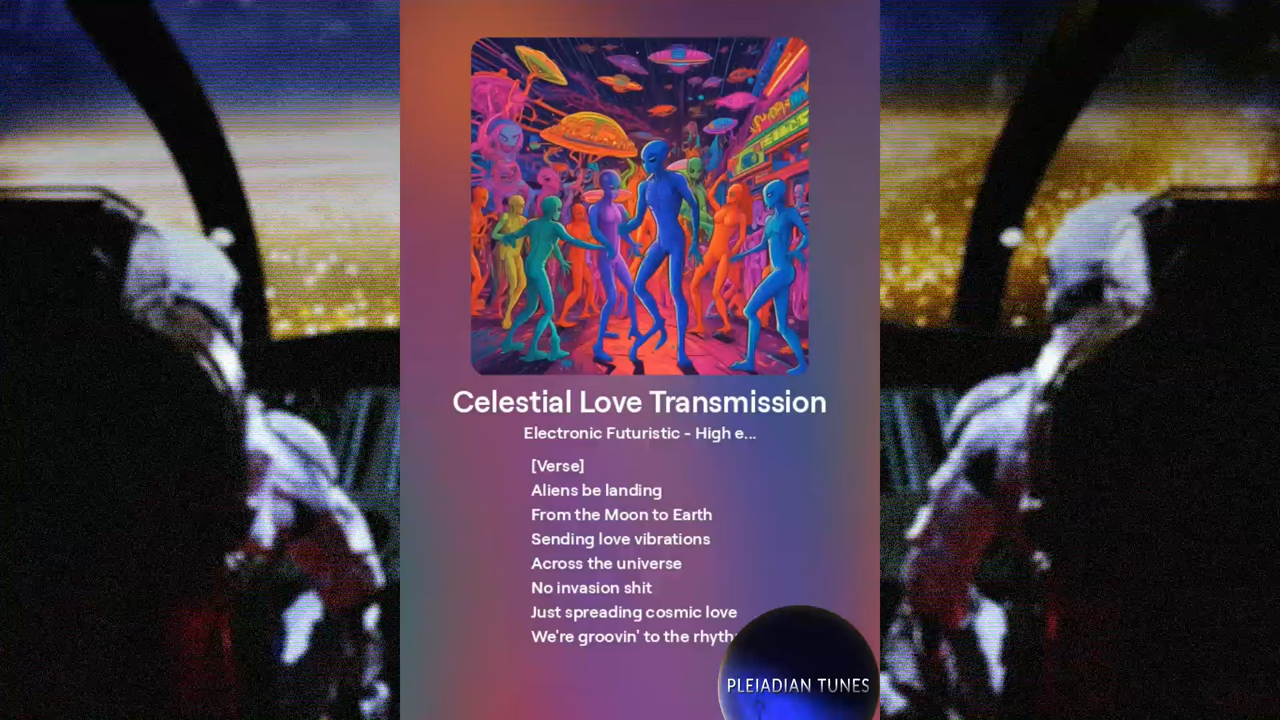 Celestial Love Transmission
Electronic Futuristic - High e...
[Verse]
Aliens be landing
From the Moon to Earth
Sending love vibrations
Across the universe
No invasion shit
Just spreading cosmic love
We're groovin' to the
PLEIADIAN TUNES